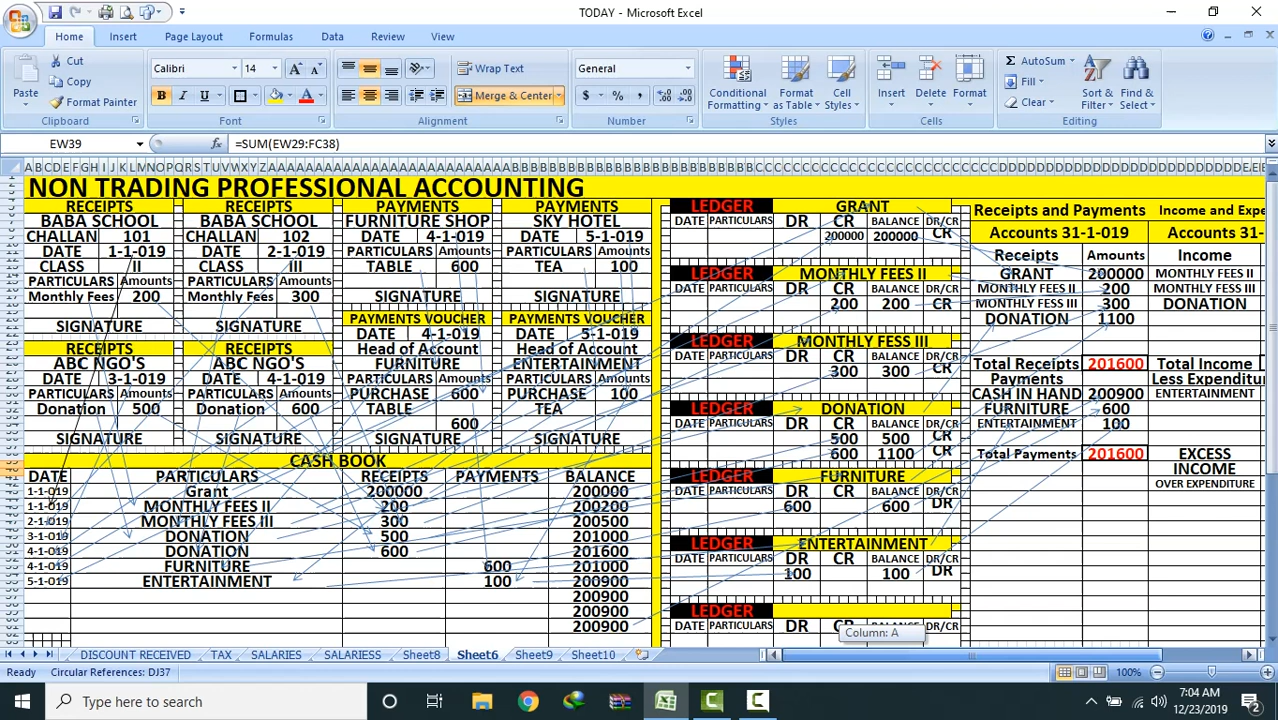 TODAY - Microsoft Excel
Home Insert Page Layout Formulas Data Review View
Paste Cut Copy Format Painter Clipboard
Calibri 14 B I U A Font
Wrap Text Merge & Center Alignment
General $ % , Number
Conditional Formatting Format as Table Cell Styles Styles
Insert Delete Format Cells
Σ AutoSum Fill Clear Sort & Filter Find & Select Editing
EW39 fx =SUM(EW29:FC38)
NON TRADING PROFESSIONAL ACCOUNTING
RECEIPTS
BABA SCHOOL
CHALLAN 101
DATE 1-1-019
CLASS II
PARTICULARS Amounts
Monthly Fees 200
SIGNATURE
RECEIPTS
BABA SCHOOL
CHALLAN 102
DATE 2-1-019
CLASS III
PARTICULARS Amounts
Monthly Fees 300
SIGNATURE
PAYMENTS
FURNITURE SHOP
DATE 4-1-019
PARTICULARS Amounts
TABLE 600
SIGNATURE
PAYMENTS
SKY HOTEL
DATE 5-1-019
PARTICULARS Amounts
TEA 100
SIGNATURE
RECEIPTS
ABC NGO'S
DATE 3-1-019
PARTICULARS Amounts
Donation 500
SIGNATURE
RECEIPTS
ABC NGO'S
DATE 4-1-019
PARTICULARS Amounts
Donation 600
SIGNATURE
PAYMENTS VOUCHER
DATE 4-1-019
Head of Account
FURNITURE
PARTICULARS Amounts
PURCHASE 600
TABLE
600
SIGNATURE
PAYMENTS VOUCHER
DATE 5-1-019
Head of Account
ENTERTAINMENT
PARTICULARS Amounts
PURCHASE 100
TEA
SIGNATURE
CASH BOOK
DATE PARTICULARS RECEIPTS PAYMENTS BALANCE
1-1-019 Grant 200000 200000
1-1-019 MONTHLY FEES II 200 200200
2-1-019 MONTHLY FEES III 300 200500
3-1-019 DONATION 500 201000
4-1-019 DONATION 600 201600
4-1-019 FURNITURE 600 201000
5-1-019 ENTERTAINMENT 100 200900
200900
200900
200900
LEDGER GRANT
DATE PARTICULARS DR CR BALANCE DR/CR
200000 200000 CR
LEDGER MONTHLY FEES II
DATE PARTICULARS DR CR BALANCE DR/CR
200 200 CR
LEDGER MONTHLY FESS III
DATE PARTICULARS DR CR BALANCE DR/CR
300 300 CR
LEDGER DONATION
DATE PARTICULARS DR CR BALANCE DR/CR
500 500 CR
600 1100 CR
LEDGER FURNITURE
DATE PARTICULARS DR CR BALANCE DR/CR
600 600 DR
LEDGER ENTERTAINMENT
DATE PARTICULARS DR CR BALANCE DR/CR
100 100 DR
LEDGER
DATE PARTICULARS DR CR BALANCE DR/CR
Column: A
Receipts and Payments
Accounts 31-1-019
Receipts Amounts
GRANT 200000
MONTHLY FEES II 200
MONTHLY FESS III 300
DONATION 1100
Total Receipts 201600
Payments
CASH IN HAND 200900
FURNITURE 600
ENTERTAINMENT 100
Total Payments 201600
Income and Expe
Accounts 31-
Income
MONTHLY FEES II
MONTHLY FESS III
DONATION
Total Income
Less Expenditu
ENTERTAINMENT
EXCESS
INCOME
OVER EXPENDITURE
DISCOUNT RECEIVED TAX SALARIES SALARIESS Sheet8 Sheet6 Sheet9 Sheet10
Ready Circular References: DJ37 100%
Type here to search
7:04 AM
12/23/2019
2